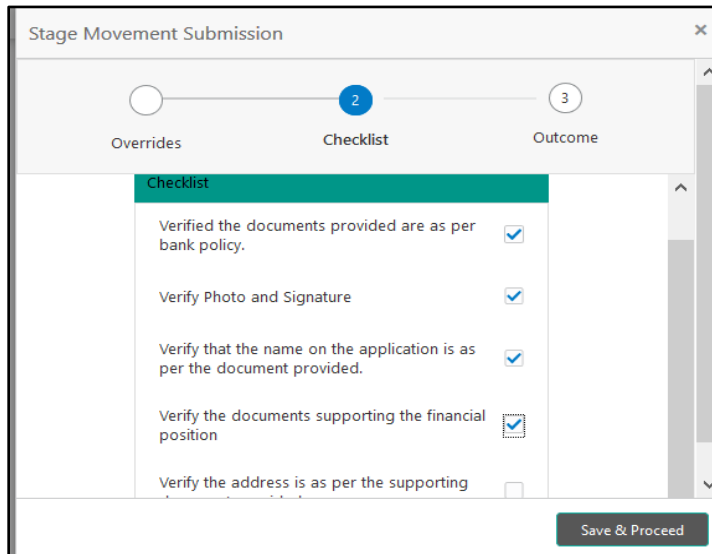 Stage Movement Submission
×
2
3
Overrides
Checklist
Outcome
Checklist
Verified the documents provided are as per
bank policy.
Verify Photo and Signature
Verify that the name on the application is as
per the document provided.
Verify the documents supporting the financial
position
Verify the address is as per the supporting
Save & Proceed